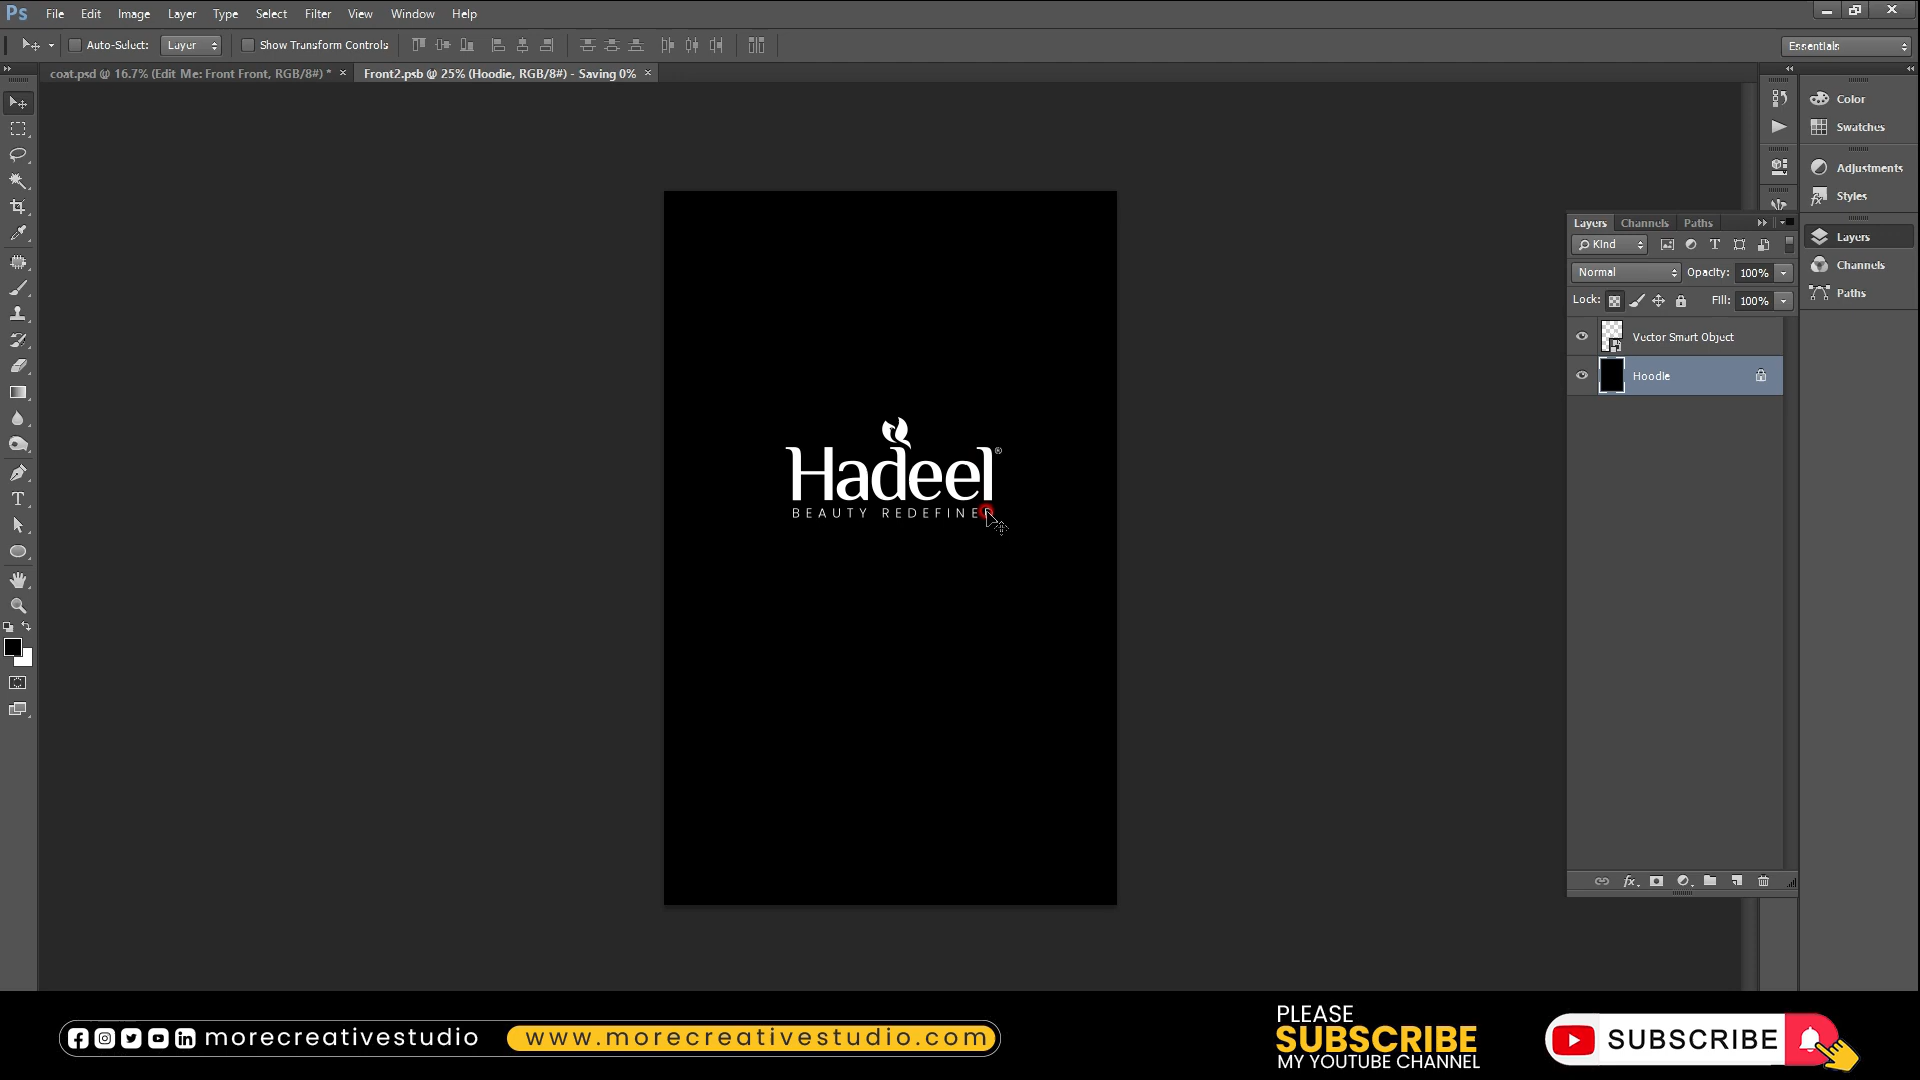 Ps File Edit Image Layer Type Select Filter View Window Help
Auto-Select: Layer Show Transform Controls Essentials
coat.psd @ 16.7% (Edit Me: Front Front, RGB/8#) * × Front2.psb @ 25% (Hoodie, RGB/8#) - Saving 0% ×
Color
Swatches
Adjustments
Styles
Layers
Channels
Paths
Layers Channels Paths
Kind
Normal Opacity: 100%
Lock: Fill: 100%
Vector Smart Object
Hoodie
Hadeel®
BEAUTY REDEFINE
morecreativestudio
www.morecreativestudio.com
PLEASE
SUBSCRIBE
MY YOUTUBE CHANNEL
SUBSCRIBE